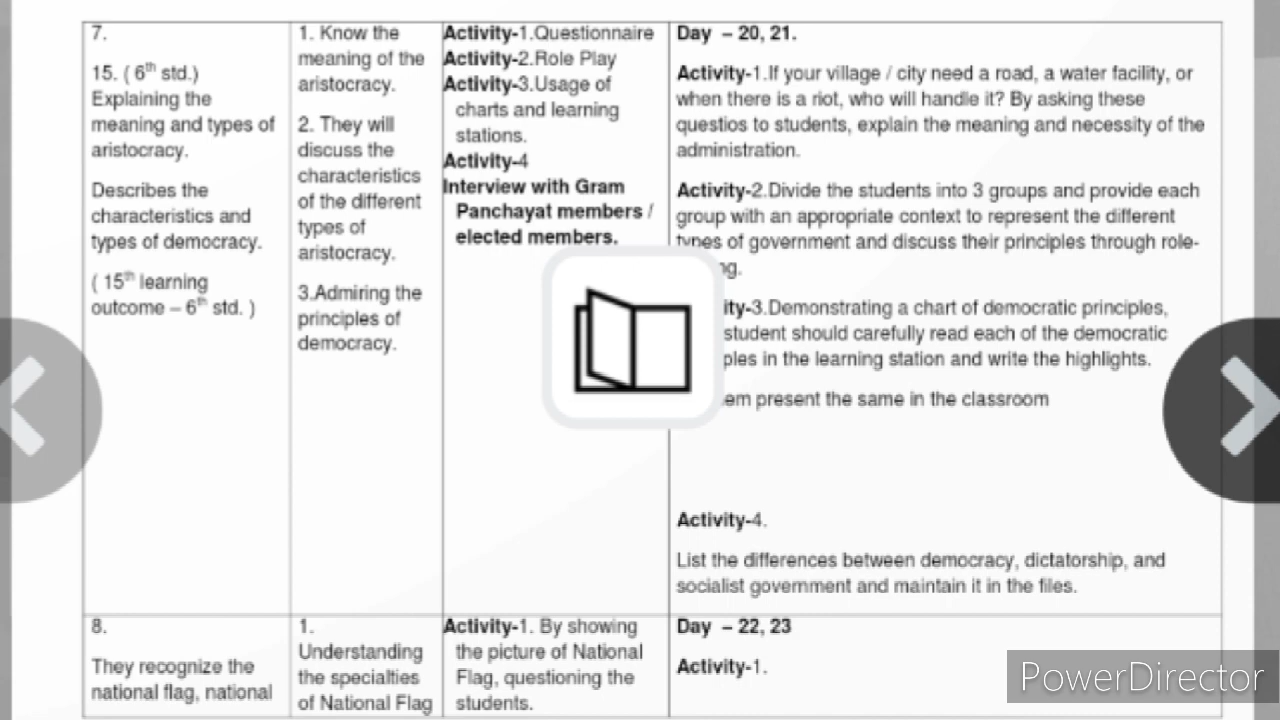 7.
15. ( 6th std.)
Explaining the
meaning and types of
aristocracy.
Describes the
characteristics and
types of democracy.
( 15th learning
outcome – 6th std. )
1. Know the
meaning of the
aristocracy.
2. They will
discuss the
characteristics
of the different
types of
aristocracy.
3.Admiring the
principles of
democracy.
Activity-1.Questionnaire
Activity-2.Role Play
Activity-3.Usage of
charts and learning
stations.
Activity-4
Interview with Gram
Panchayat members /
elected members.
Day – 20, 21.
Activity-1.If your village / city need a road, a water facility, or
when there is a riot, who will handle it? By asking these
questios to students, explain the meaning and necessity of the
administration.
Activity-2.Divide the students into 3 groups and provide each
group with an appropriate context to represent the different
types of government and discuss their principles through role-
3.Demonstrating a chart of democratic principles,
student should carefully read each of the democratic
in the learning station and write the highlights.
present the same in the classroom
Activity-4.
List the differences between democracy, dictatorship, and
socialist government and maintain it in the files.
8.
They recognize the
national flag, national
1.
Understanding
the specialties
of National Flag
Activity-1. By showing
the picture of National
Flag, questioning the
students.
Day – 22, 23
Activity-1.
PowerDirector